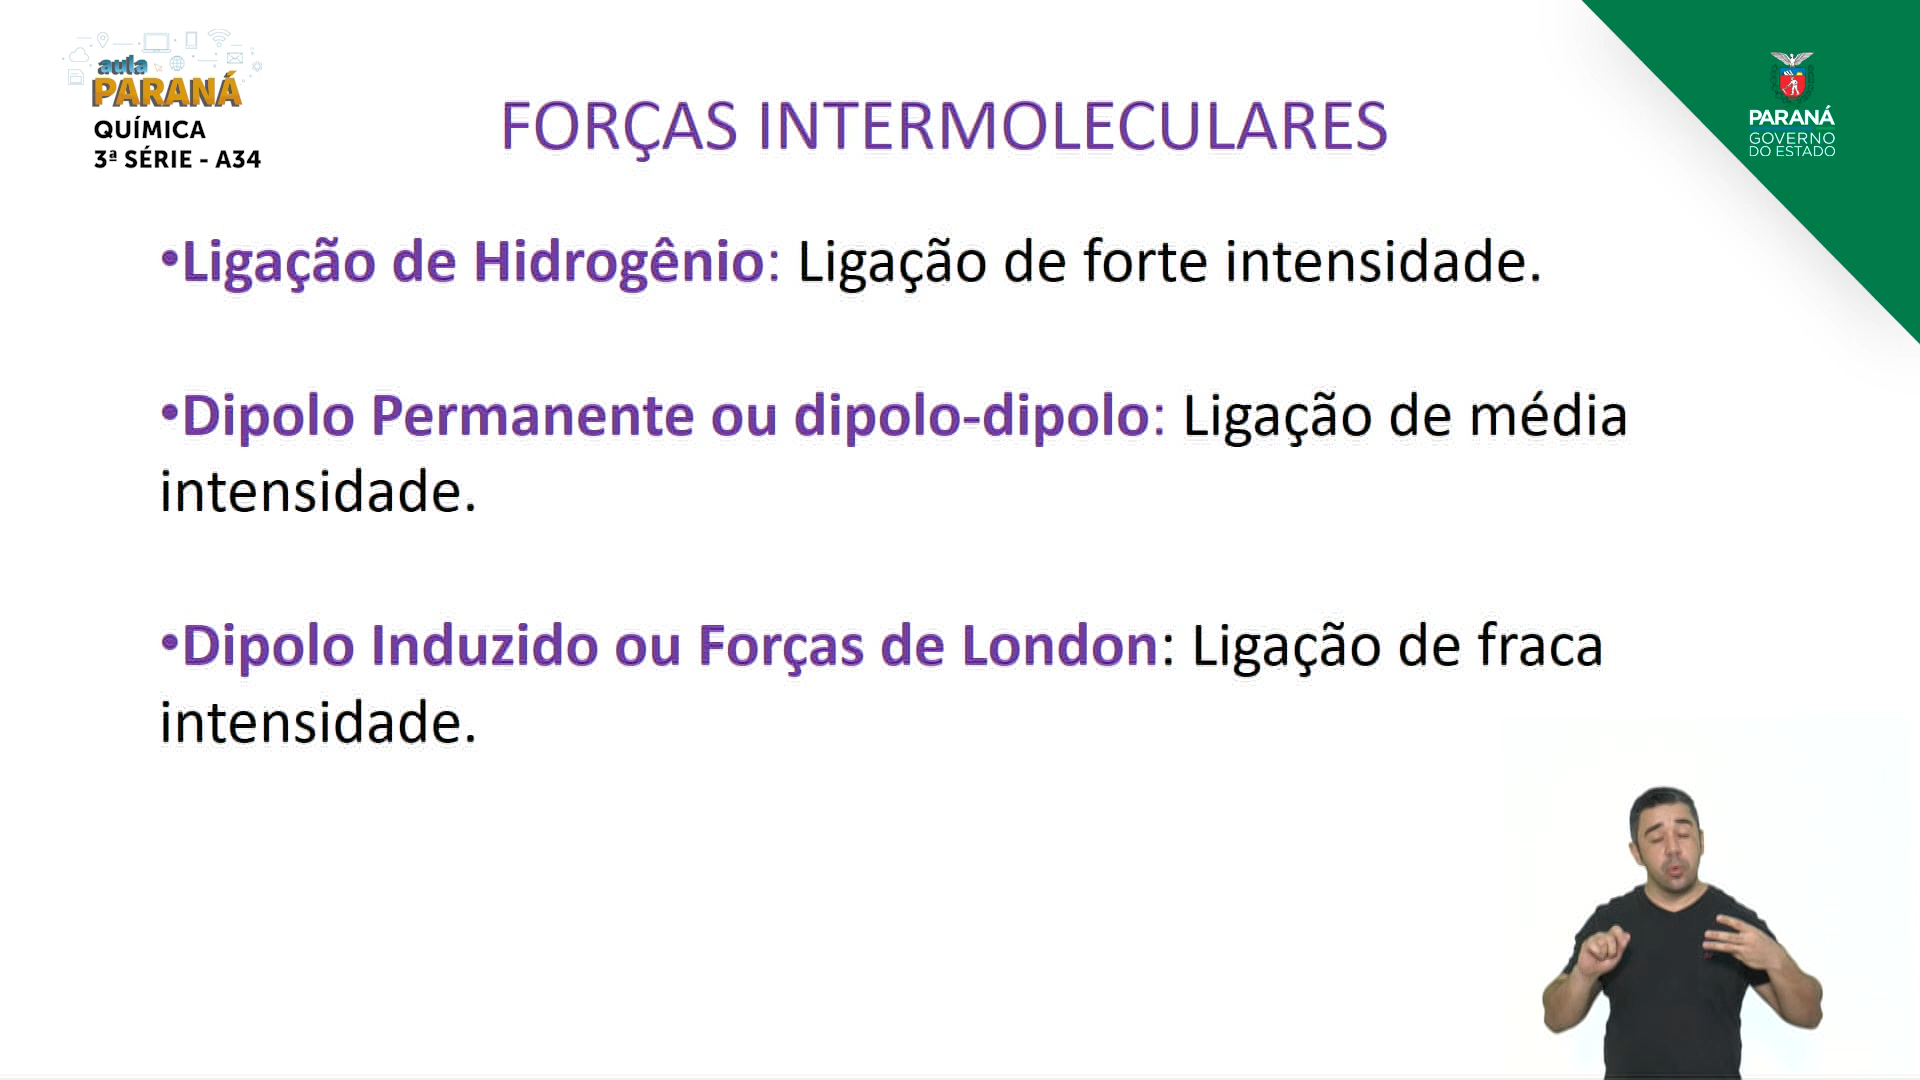 aula
PARANÁ
QUÍMICA
3ª SÉRIE - A34
FORÇAS INTERMOLECULARES
PARANÁ
GOVERNO
DO ESTADO
•Ligação de Hidrogênio: Ligação de forte intensidade.
•Dipolo Permanente ou dipolo-dipolo: Ligação de média
intensidade.
•Dipolo Induzido ou Forças de London: Ligação de fraca
intensidade.